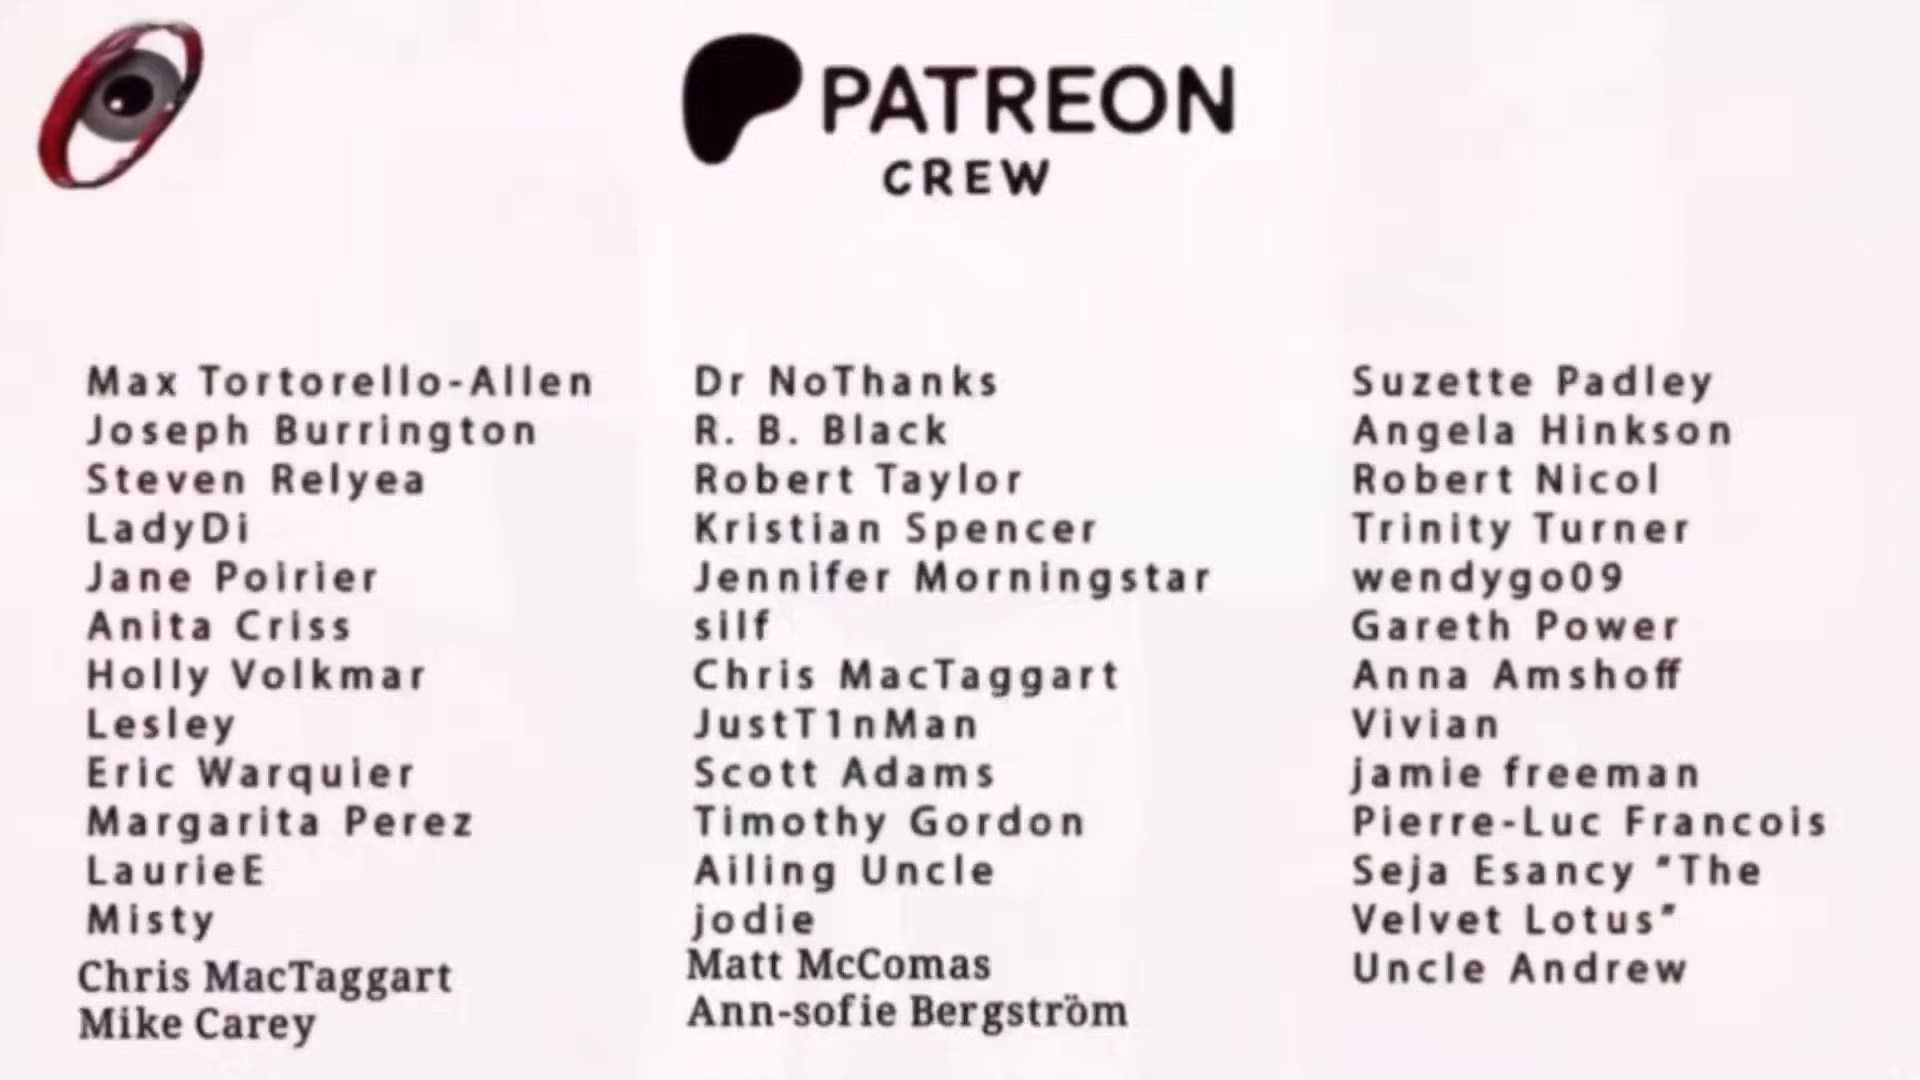 PATREON
CREW
Max Tortorello-Allen
Joseph Burrington
Steven Relyea
LadyDi
Jane Poirier
Anita Criss
Holly Volkmar
Lesley
Eric Warquier
Margarita Perez
LaurieE
Misty
Chris MacTaggart
Mike Carey
Dr NoThanks
R. B. Black
Robert Taylor
Kristian Spencer
Jennifer Morningstar
silf
Chris MacTaggart
JustT1nMan
Scott Adams
Timothy Gordon
Ailing Uncle
jodie
Matt McComas
Ann-sofie Bergström
Suzette Padley
Angela Hinkson
Robert Nicol
Trinity Turner
wendygo09
Gareth Power
Anna Amshoff
Vivian
jamie freeman
Pierre-Luc Francois
Seja Esancy "The
Velvet Lotus"
Uncle Andrew